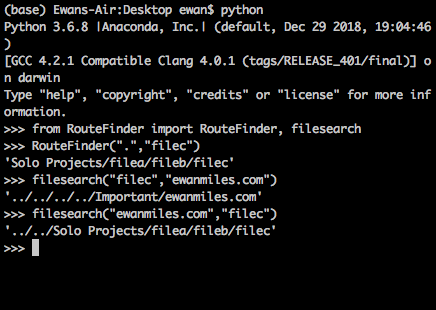 (base) Ewans-Air:Desktop ewan$ python
Python 3.6.8 |Anaconda, Inc.| (default, Dec 29 2018, 19:04:46
)
[GCC 4.2.1 Compatible Clang 4.0.1 (tags/RELEASE_401/final)] o
n darwin
Type "help", "copyright", "credits" or "license" for more inf
ormation.
>>> from RouteFinder import RouteFinder, filesearch
>>> RouteFinder(".","filec")
'Solo Projects/filea/fileb/filec'
>>> filesearch("filec","ewanmiles.com")
'../../../../Important/ewanmiles.com'
>>> filesearch("ewanmiles.com","filec")
'../../Solo Projects/filea/fileb/filec'
>>>